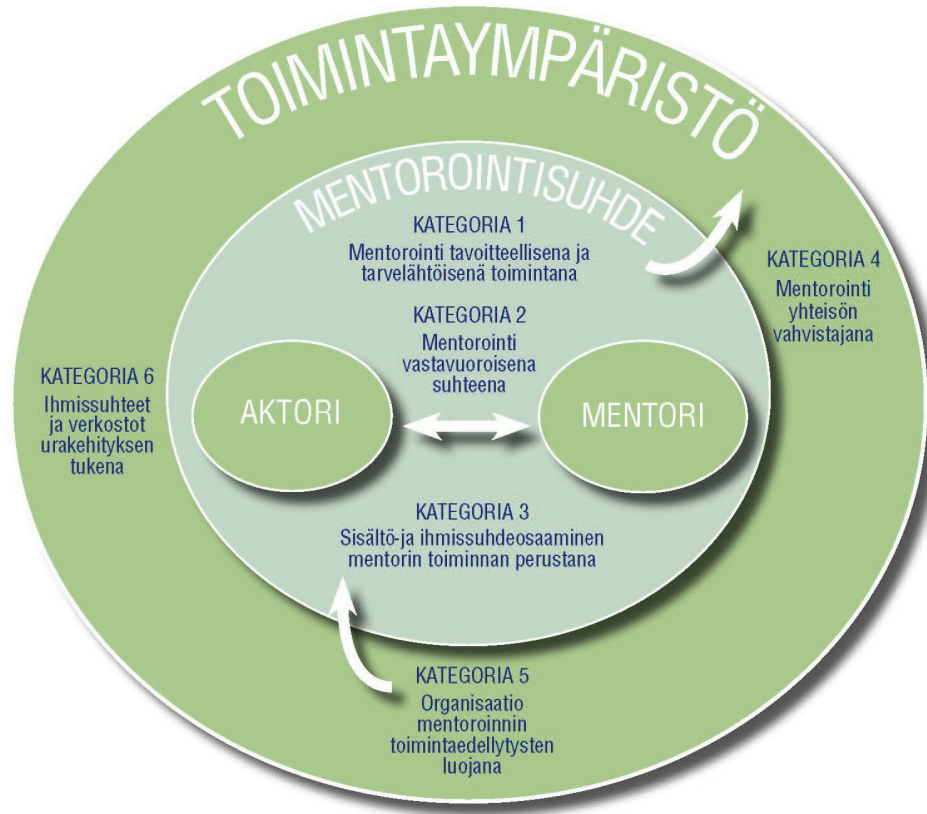 TOIMINTAYMPÄRISTÖ
MENTOROINTISUHDE
KATEGORIA 1
Mentorointi tavoitteellisena ja
tarvelähtöisenä toimintana
KATEGORIA 2
Mentorointi
vastavuoroisena
suhteena
AKTORI
MENTORI
KATEGORIA 3
Sisältö-ja ihmissuhdeosaaminen
mentorin toiminnan perustana
KATEGORIA 4
Mentorointi
yhteisön
vahvistajana
KATEGORIA 6
Ihmissuhteet
ja verkostot
urakehityksen
tukena
KATEGORIA 5
Organisaatio
mentoroinnin
toimintaedellytysten
luojana